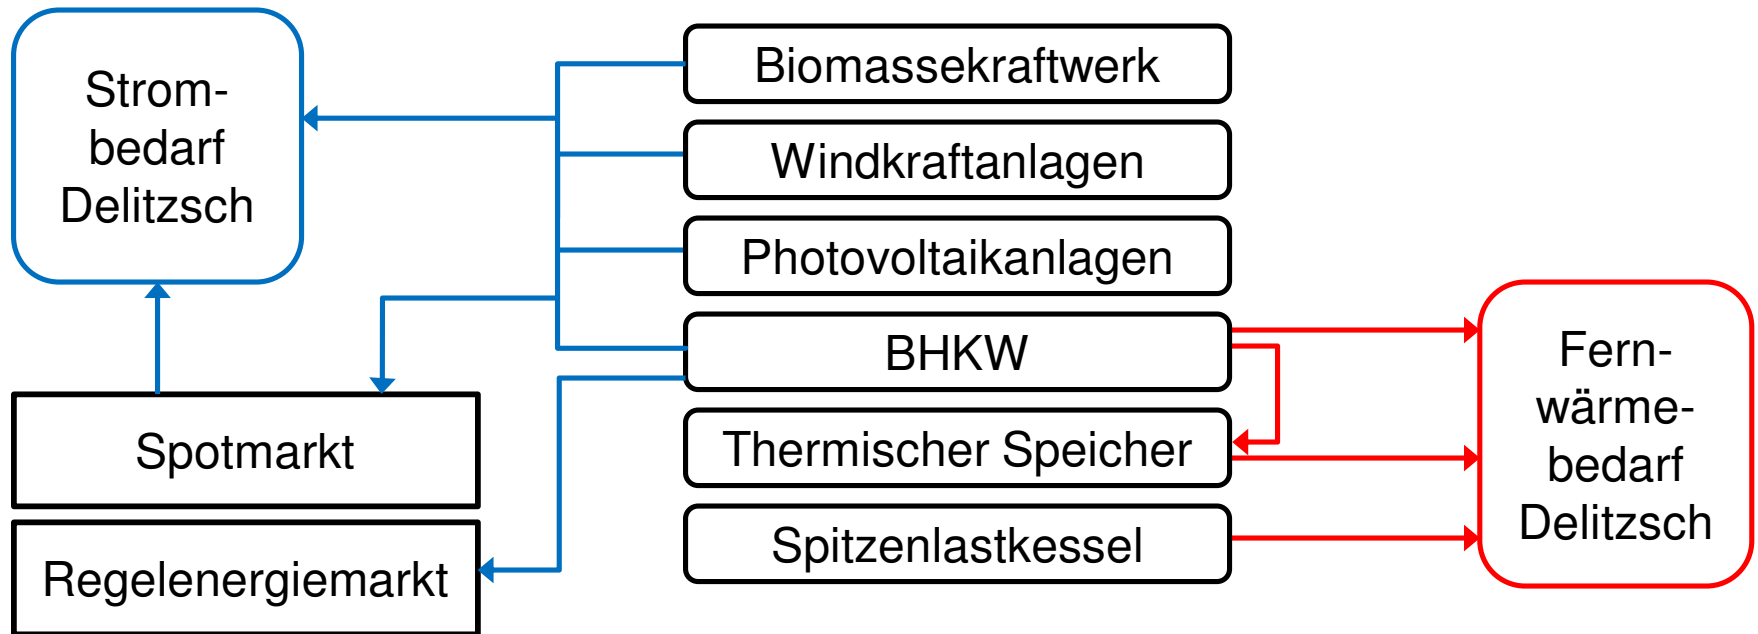 Strom-
bedarf
Delitzsch
Biomassekraftwerk
Windkraftanlagen
Photovoltaikanlagen
BHKW
Thermischer Speicher
Spitzenlastkessel
Spotmarkt
Regelenergiemarkt
Fern-
wärme-
bedarf
Delitzsch